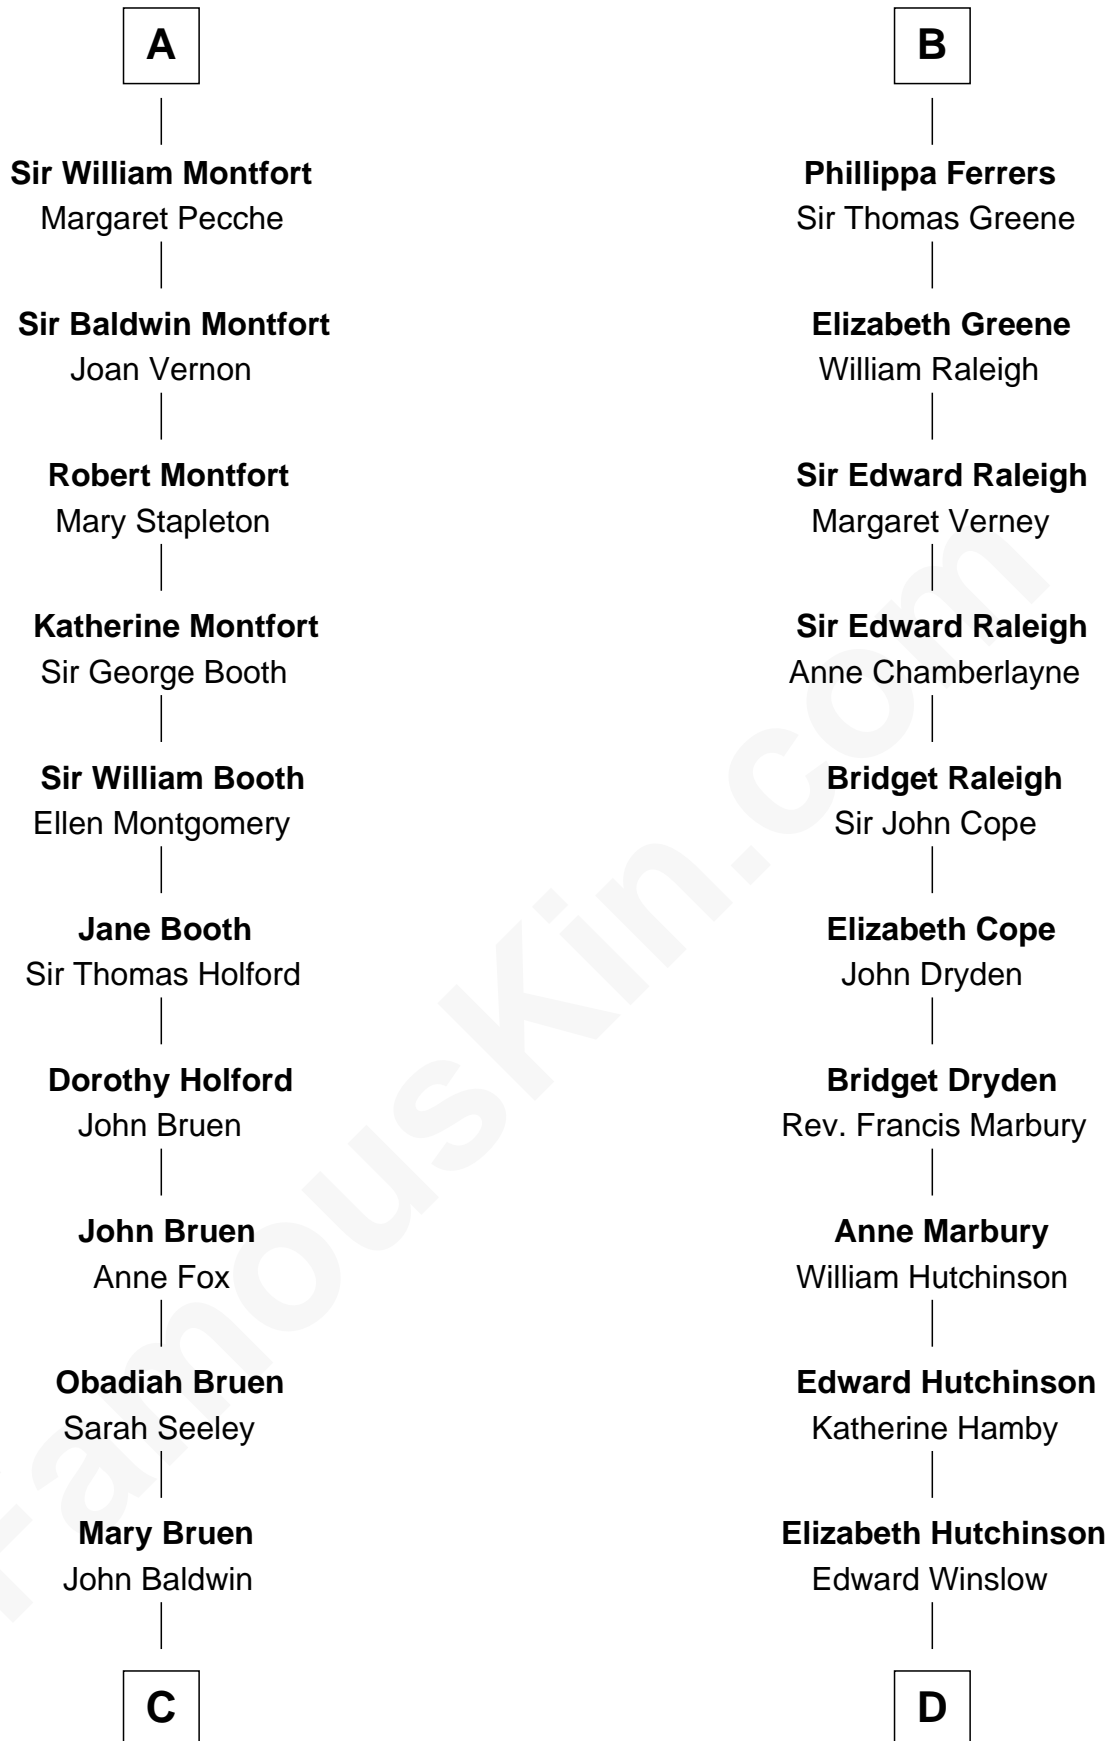 A
Sir William Montfort
Margaret Pecche
Sir Baldwin Montfort
Joan Vernon
Robert Montfort
Mary Stapleton
Katherine Montfort
Sir George Booth
Sir William Booth
Ellen Montgomery
Jane Booth
Sir Thomas Holford
Dorothy Holford
John Bruen
John Bruen
Anne Fox
Obadiah Bruen
Sarah Seeley
Mary Bruen
John Baldwin
C
B
Phillippa Ferrers
Sir Thomas Greene
Elizabeth Greene
William Raleigh
Sir Edward Raleigh
Margaret Verney
Sir Edward Raleigh
Anne Chamberlayne
Bridget Raleigh
Sir John Cope
Elizabeth Cope
John Dryden
Bridget Dryden
Rev. Francis Marbury
Anne Marbury
William Hutchinson
Edward Hutchinson
Katherine Hamby
Elizabeth Hutchinson
Edward Winslow
D
FamousKin.com